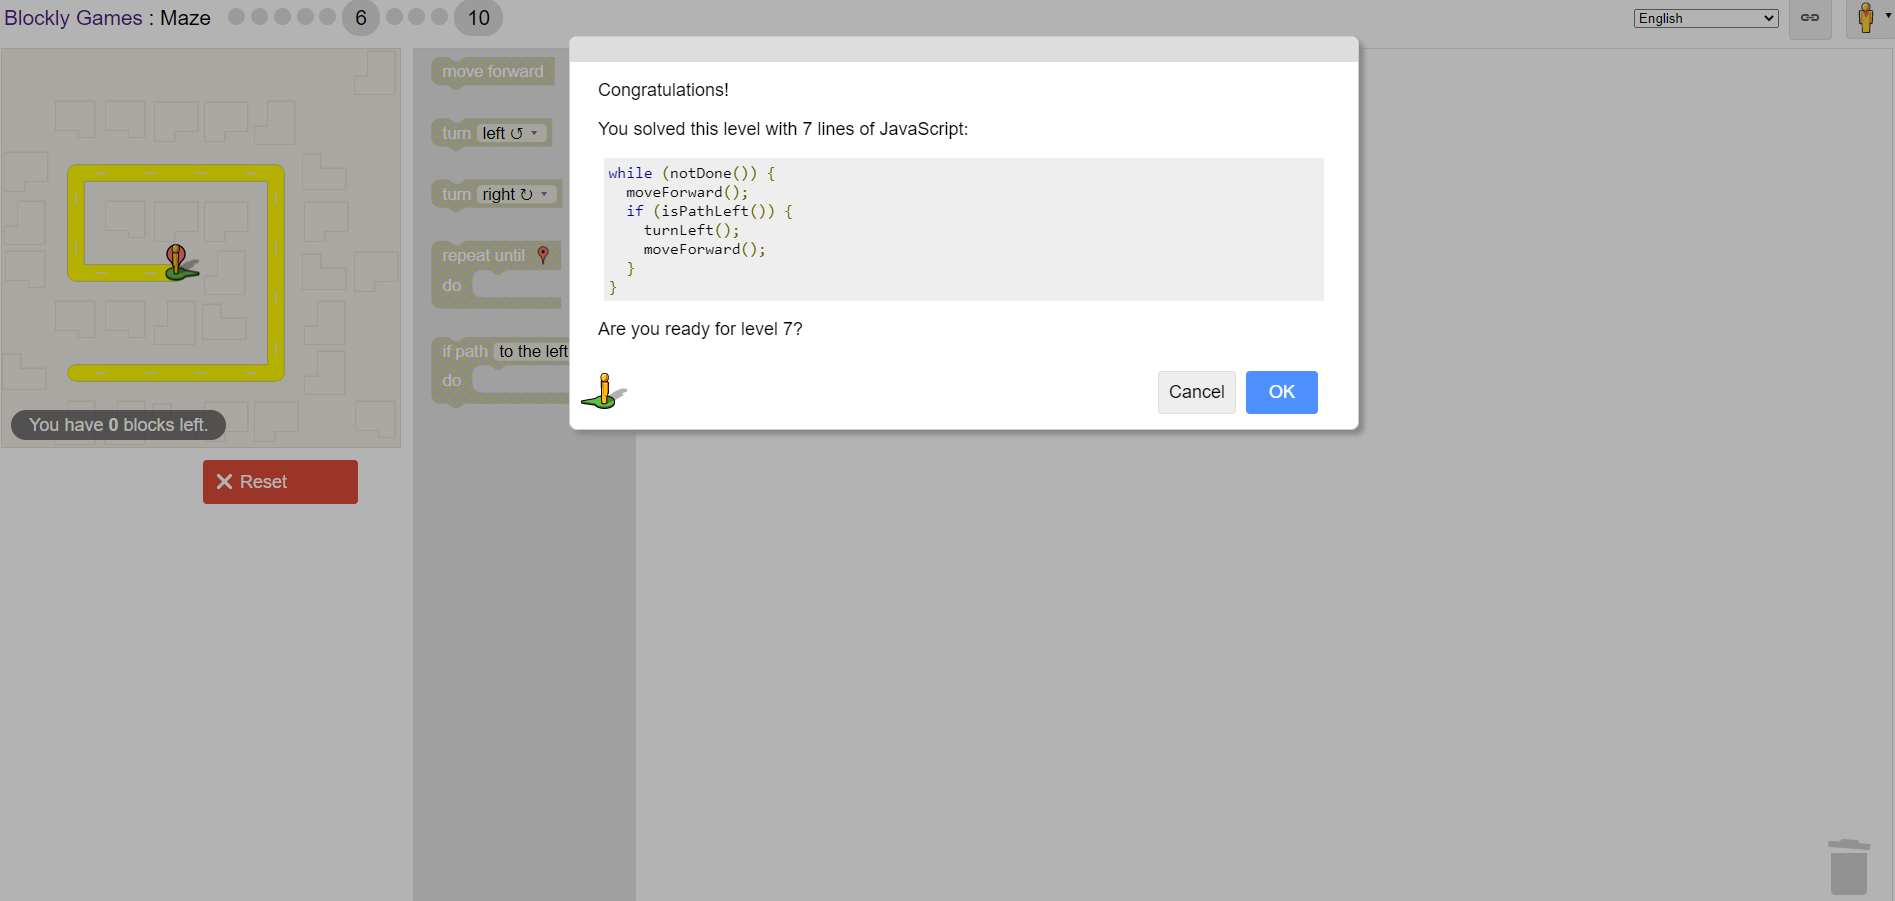 Blockly Games : Maze 6 10
English
move forward
turn left ↺
turn right ↻
repeat until
do
if path to the left
do
You have 0 blocks left.
Reset
Congratulations!
You solved this level with 7 lines of JavaScript:
while (notDone()) {
  moveForward();
  if (isPathLeft()) {
    turnLeft();
    moveForward();
  }
}
Are you ready for level 7?
Cancel OK